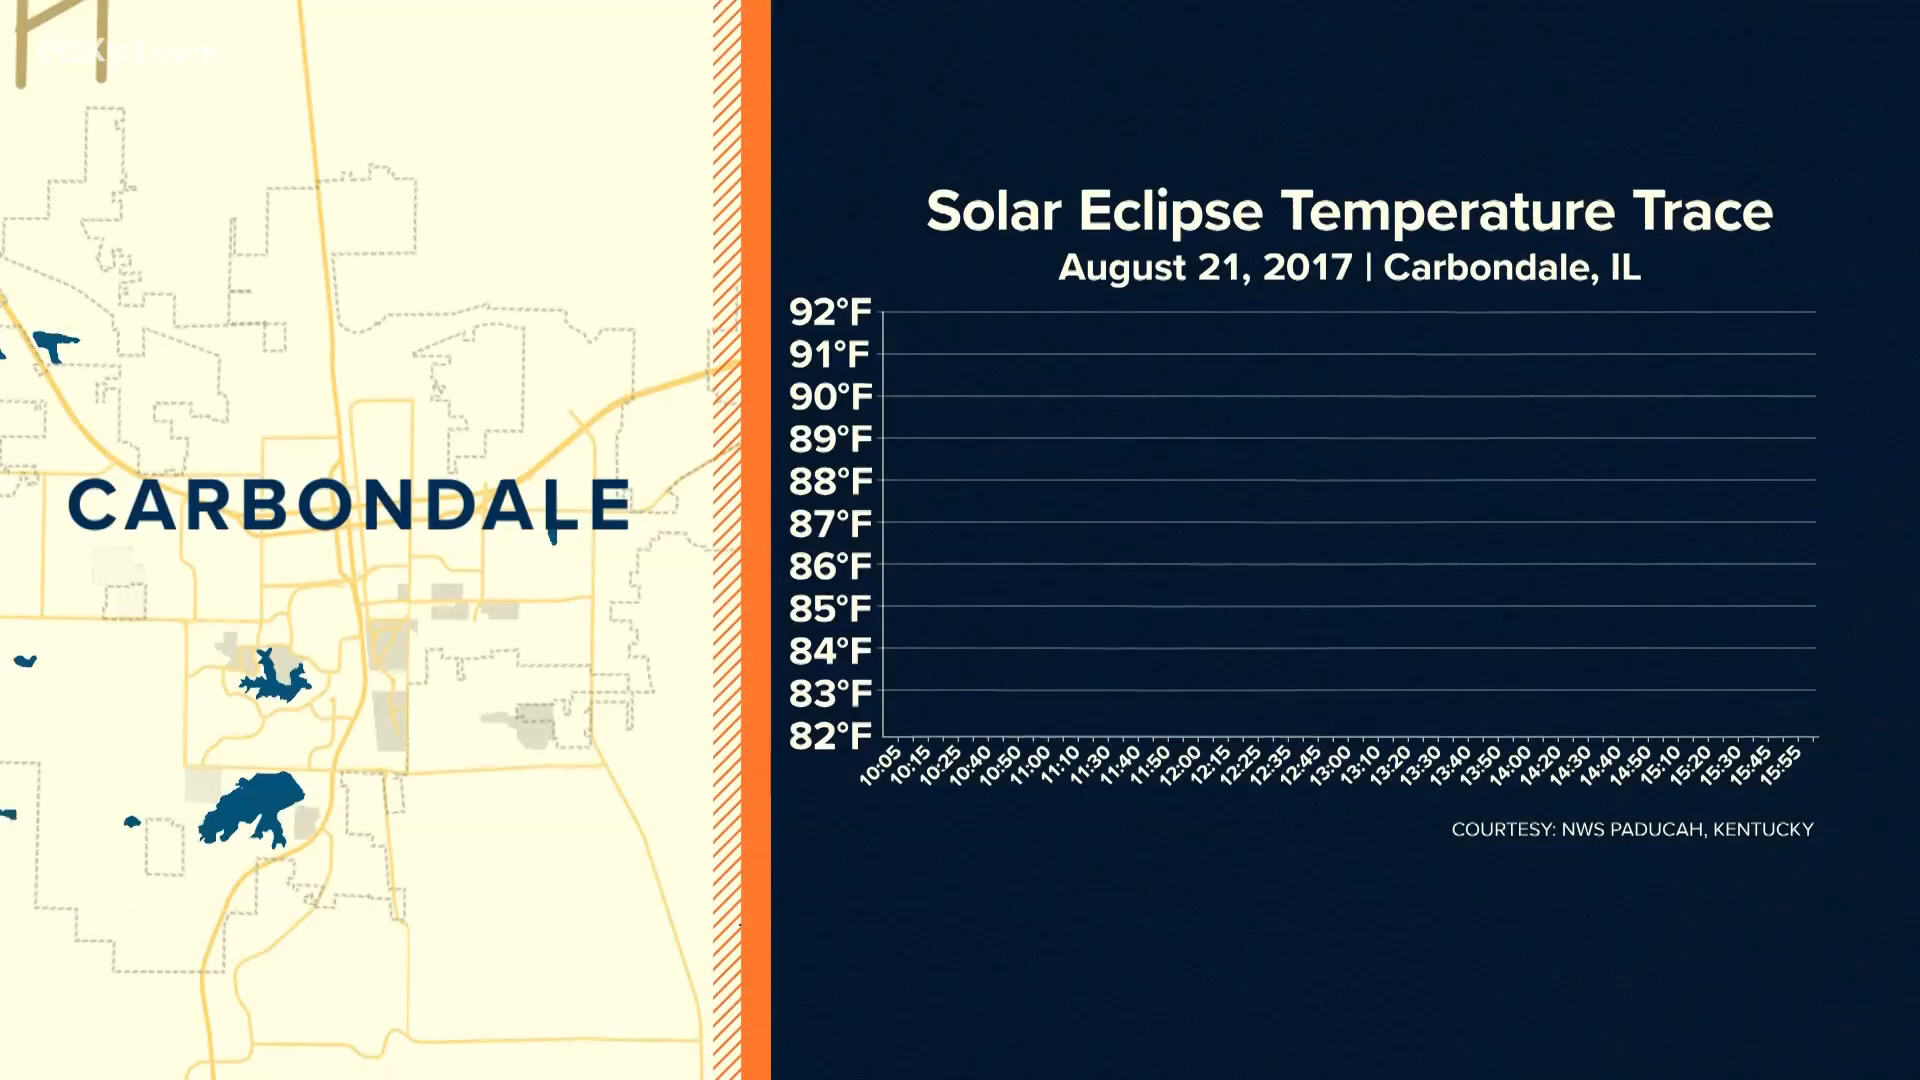 FOX61.com
CARBONDALE
Solar Eclipse Temperature Trace
August 21, 2017 | Carbondale, IL
92°F
91°F
90°F
89°F
88°F
87°F
86°F
85°F
84°F
83°F
82°F
10:05 10:15 10:25 10:40 10:50 11:00 11:10 11:30 11:40 11:50 12:00 12:15 12:25 12:35 12:45 13:00 13:10 13:20 13:30 13:40 13:50 14:00 14:20 14:30 14:40 14:50 15:10 15:20 15:30 15:45 15:55
COURTESY: NWS PADUCAH, KENTUCKY